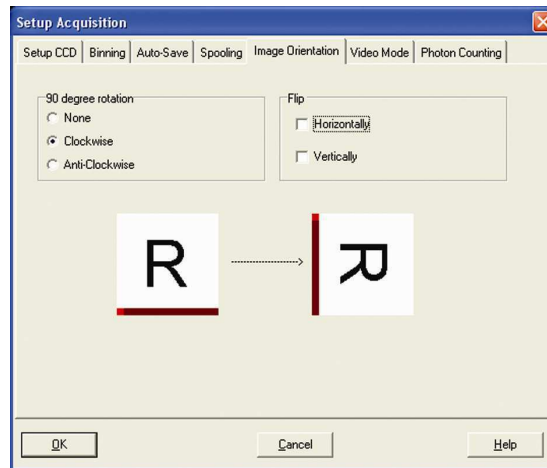 Setup Acquisition
Setup CCD Binning Auto-Save Spooling Image Orientation Video Mode Photon Counting
90 degree rotation Flip
None Horizontally
Clockwise
Vertically
Anti-Clockwise
R R
OK Cancel Help